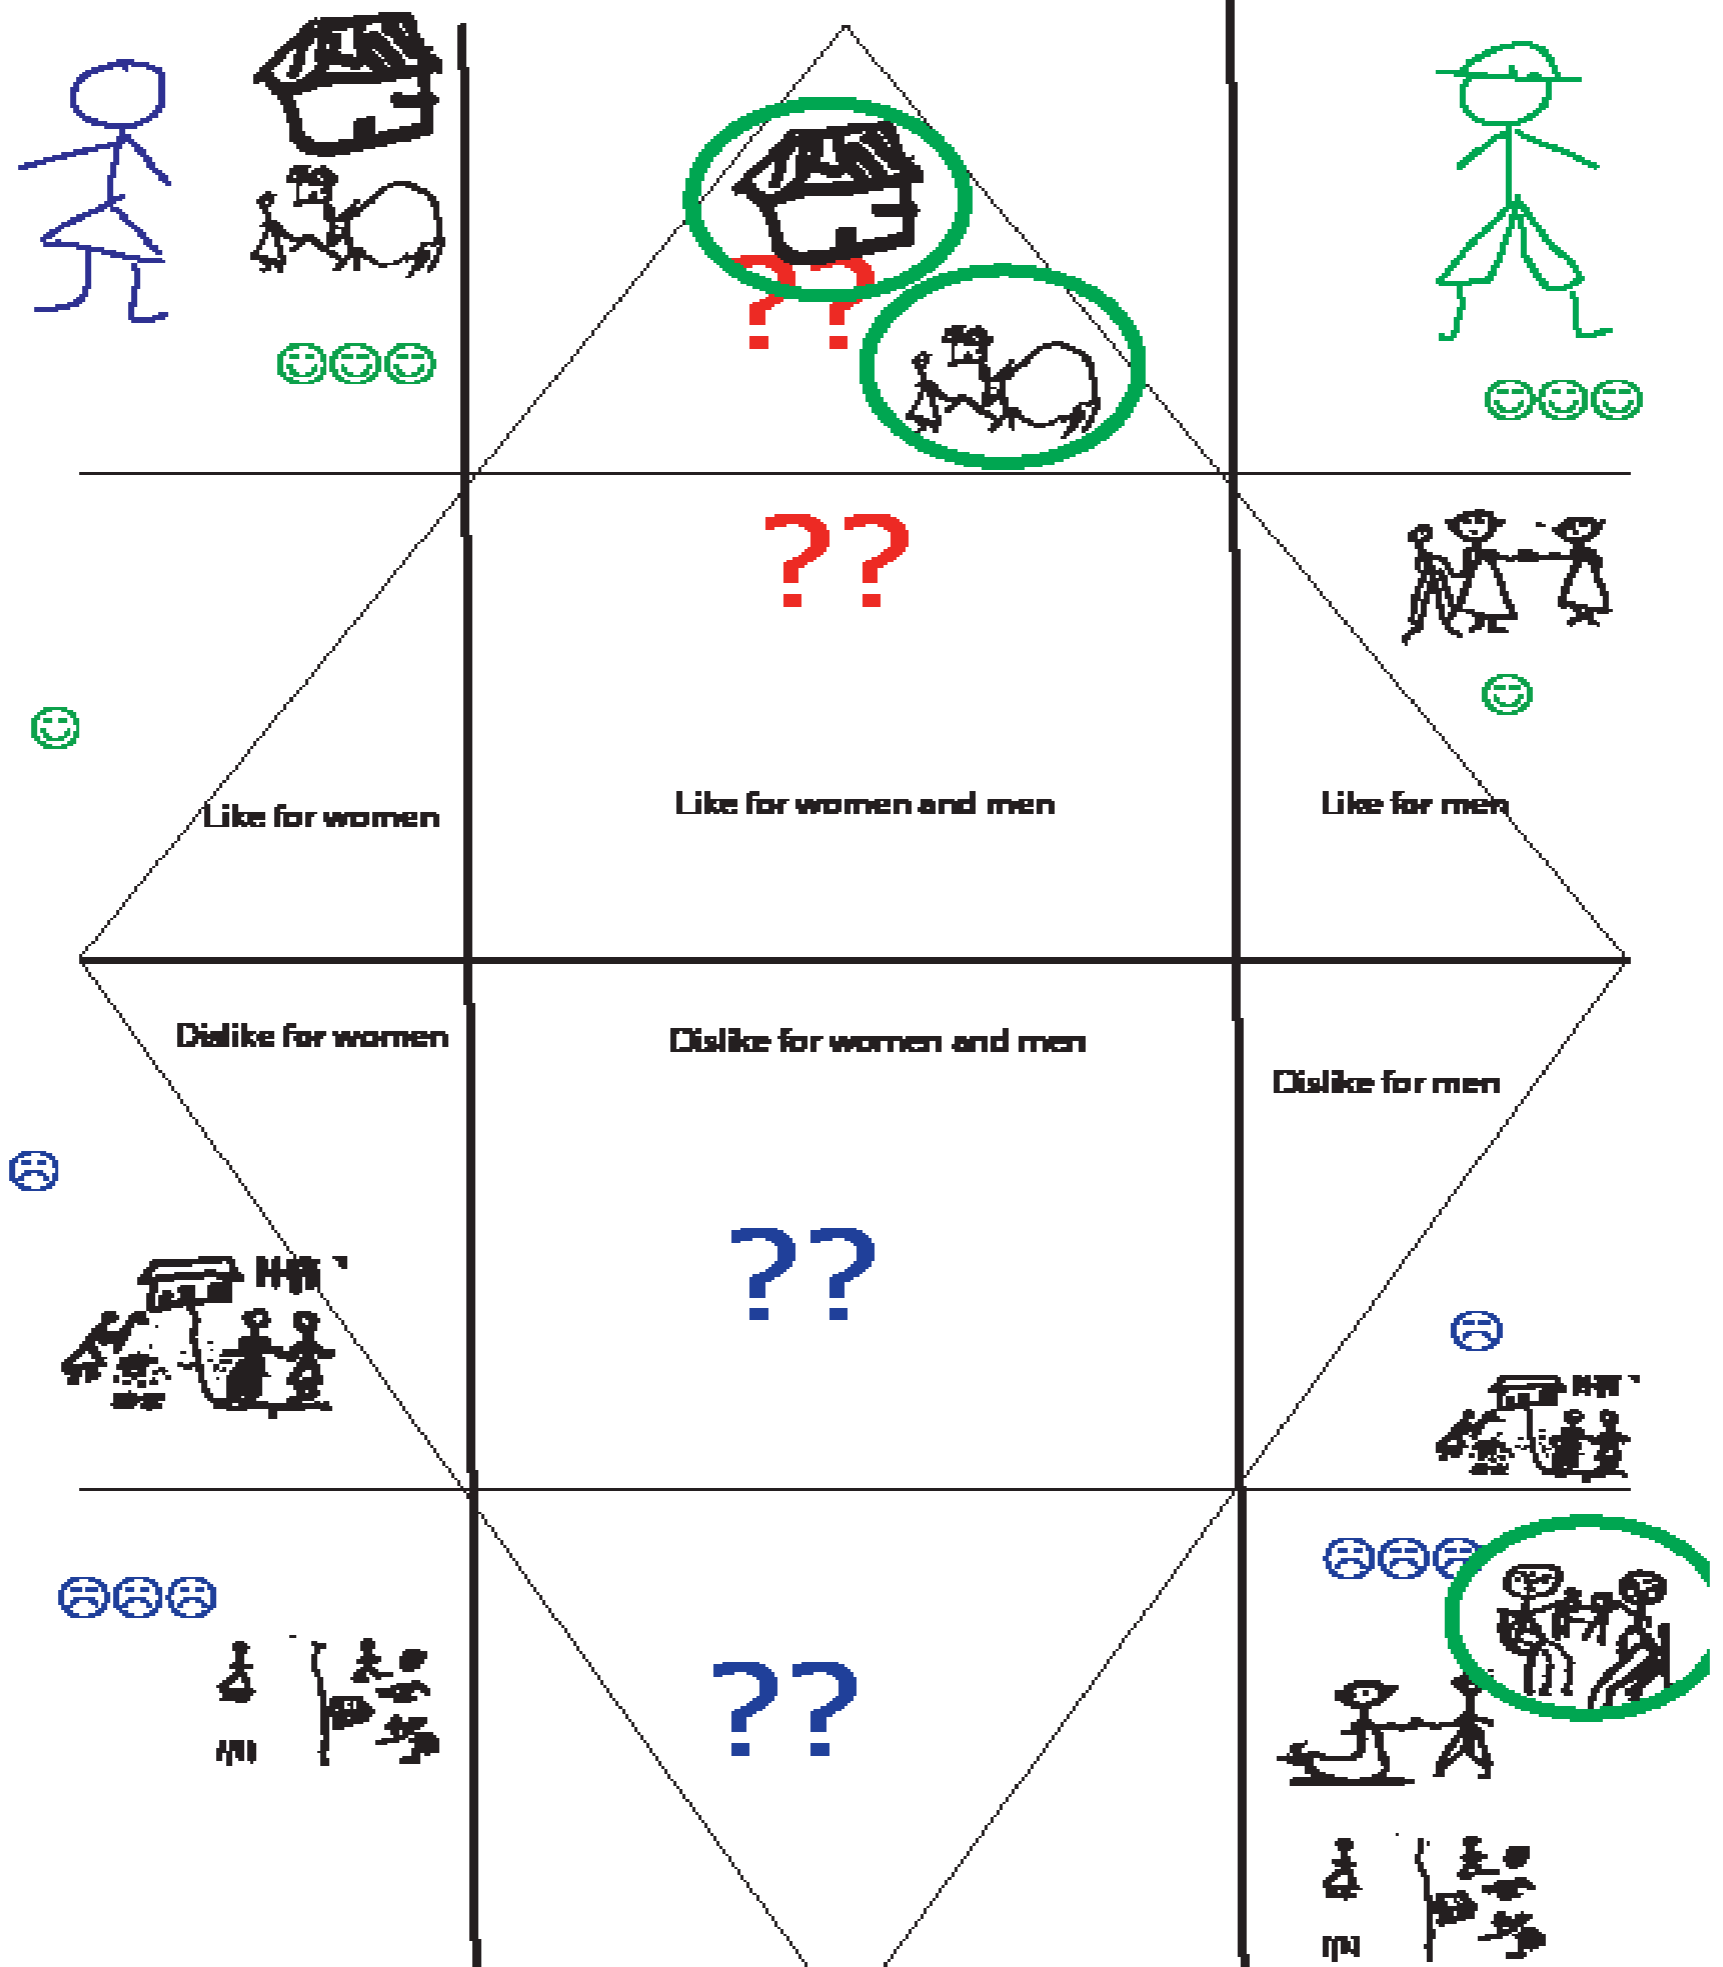 ??
??
Like for women
Like for women and men
Like for men
Dislike for women
Dislike for women and men
Dislike for men
??
??